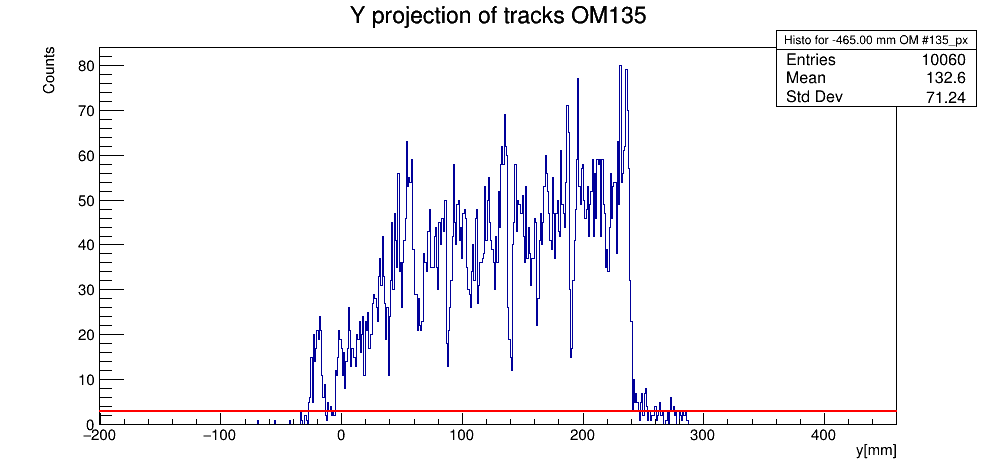 Y projection of tracks OM135
Histo for -465.00 mm OM #135_px
Entries 10060
Mean 132.6
Std Dev 71.24
Counts
80
70
60
50
40
30
20
10
0
−200 −100 0 100 200 300 400
y[mm]